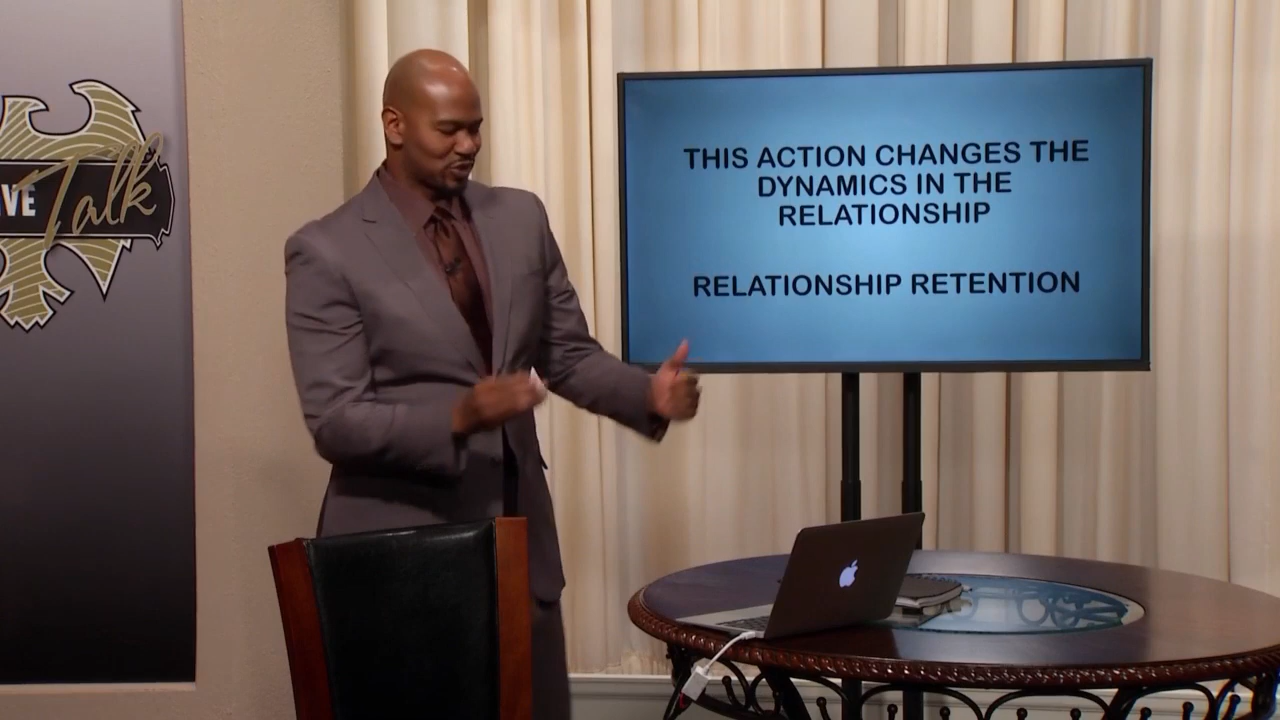 Talk
THIS ACTION CHANGES THE
DYNAMICS IN THE
RELATIONSHIP
RELATIONSHIP RETENTION